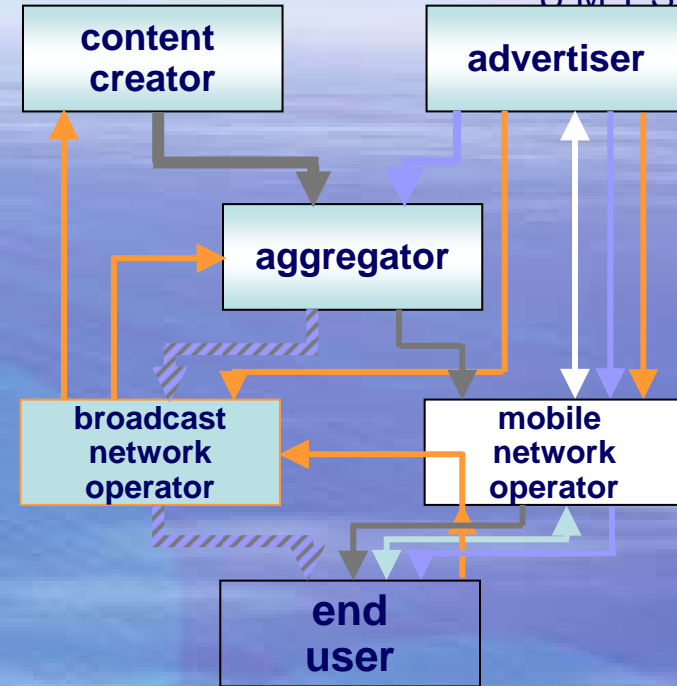 content
creator
advertiser
aggregator
broadcast
network
operator
mobile
network
operator
end
user